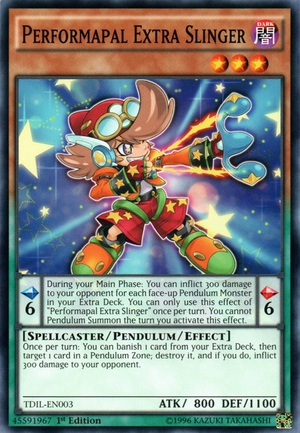 PERFORMAPAL EXTRA SLINGER
DARK
闇
During your Main Phase: You can inflict 300 damage
to your opponent for each face-up Pendulum Monster
in your Extra Deck. You can only use this effect of
"Performapal Extra Slinger" once per turn. You cannot
Pendulum Summon the turn you activate this effect.
6
6
[SPELLCASTER/PENDULUM/EFFECT]
Once per turn: You can banish 1 card from your Extra Deck, then
target 1 card in a Pendulum Zone; destroy it, and if you do, inflict
300 damage to your opponent.
TDIL-EN003
ATK/ 800 DEF/1100
45591967
1st Edition
©1996 KAZUKI TAKAHASHI